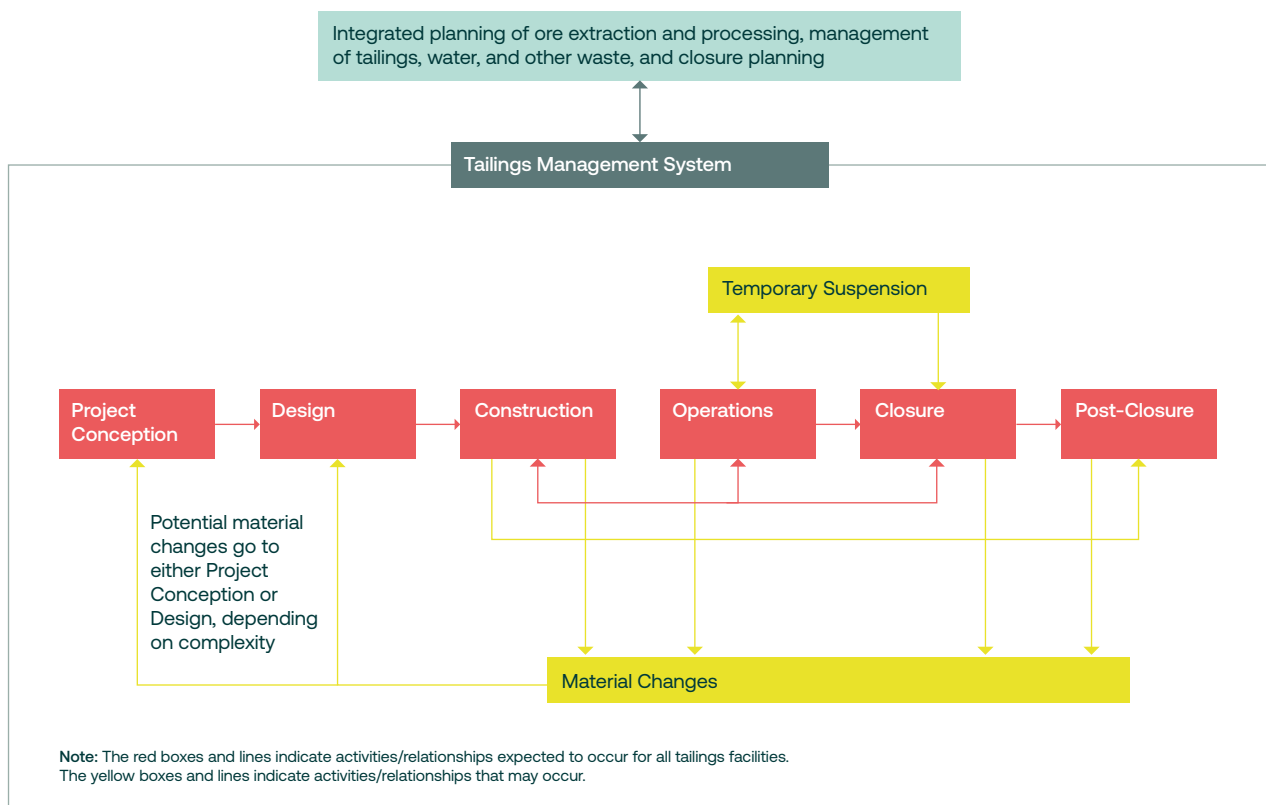 Integrated planning of ore extraction and processing, management
of tailings, water, and other waste, and closure planning
Tailings Management System
Temporary Suspension
Project
Conception
Design
Construction
Operations
Closure
Post-Closure
Potential material
changes go to
either Project
Conception or
Design, depending
on complexity
Material Changes
Note: The red boxes and lines indicate activities/relationships expected to occur for all tailings facilities.
The yellow boxes and lines indicate activities/relationships that may occur.